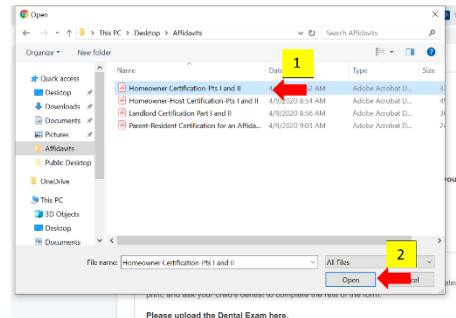 Open
This PC > Desktop > Affidavits
Search Affidavits
Organize
New folder
1
Name
Type
Size
Quick access
Desktop
Downloads
Documents
Pictures
Affidavits
Public Desktop
OneDrive
This PC
3D Objects
Desktop
Documents
Homeowner Certification-Pts I and II
Adobe Acrobat D...
Homeowner-Host Certification-Pts I and II 4/9/2020 8:54 AM Adobe Acrobat D...
Landlord Certification Part I and II 4/9/2020 8:56 AM Adobe Acrobat D...
Parent-Resident Certification for an Affida... 4/9/2020 9:03 AM Adobe Acrobat D...
File name: Homeowner Certification-Pts I and II
All Files
2
Open
print, and ask your child's dentist to complete the rest of the form.
Please upload the Dental Exam here.